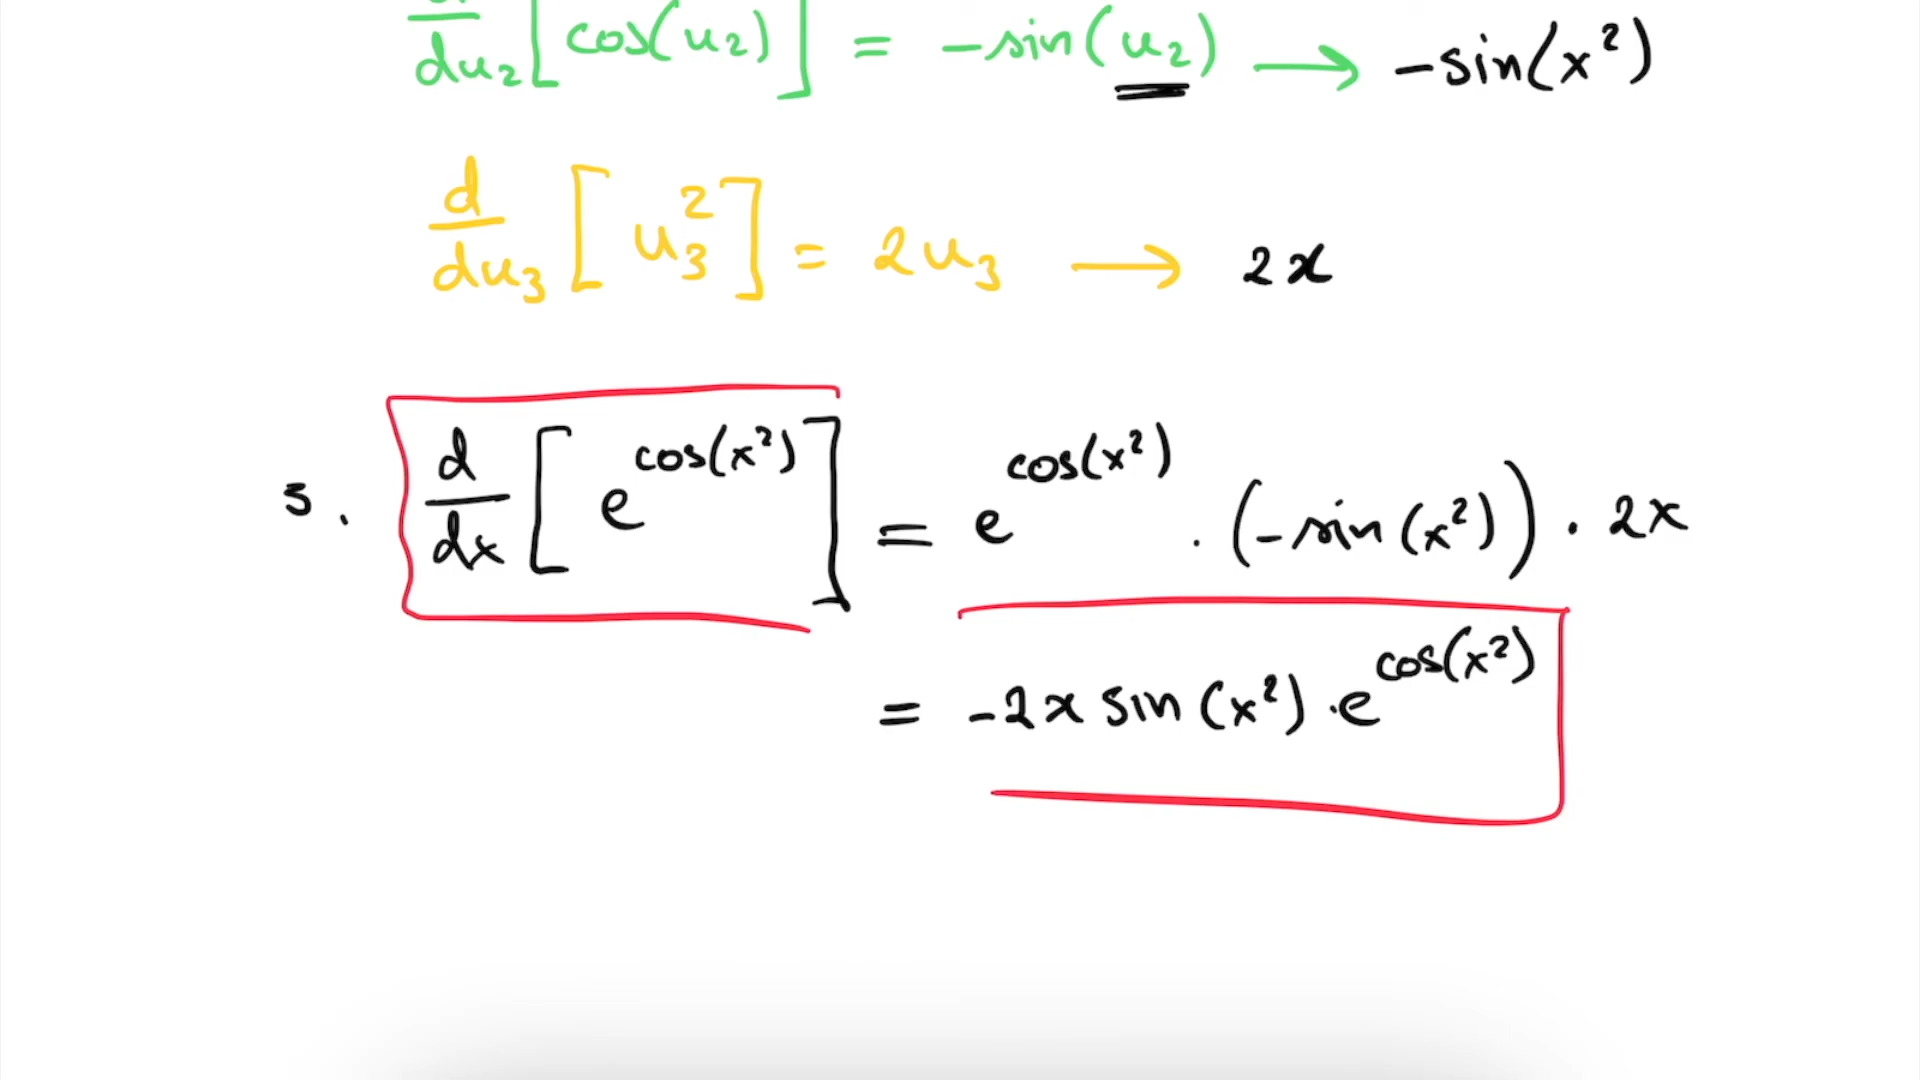 d/du₂[cos(u₂)] = -sin(u₂) → -sin(x²)
d/du₃[u₃²] = 2u₃ → 2x
5. d/dx[e^cos(x²)] = e^cos(x²) · (-sin(x²)) · 2x
= -2x sin(x²) · e^cos(x²)